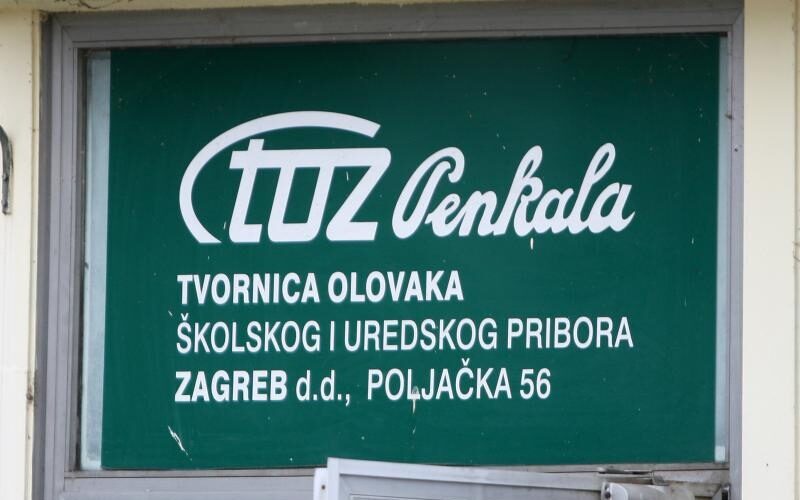 toz Penkala
TVORNICA OLOVAKA
ŠKOLSKOG I UREDSKOG PRIBORA
ZAGREB d.d., POLJAČKA 56